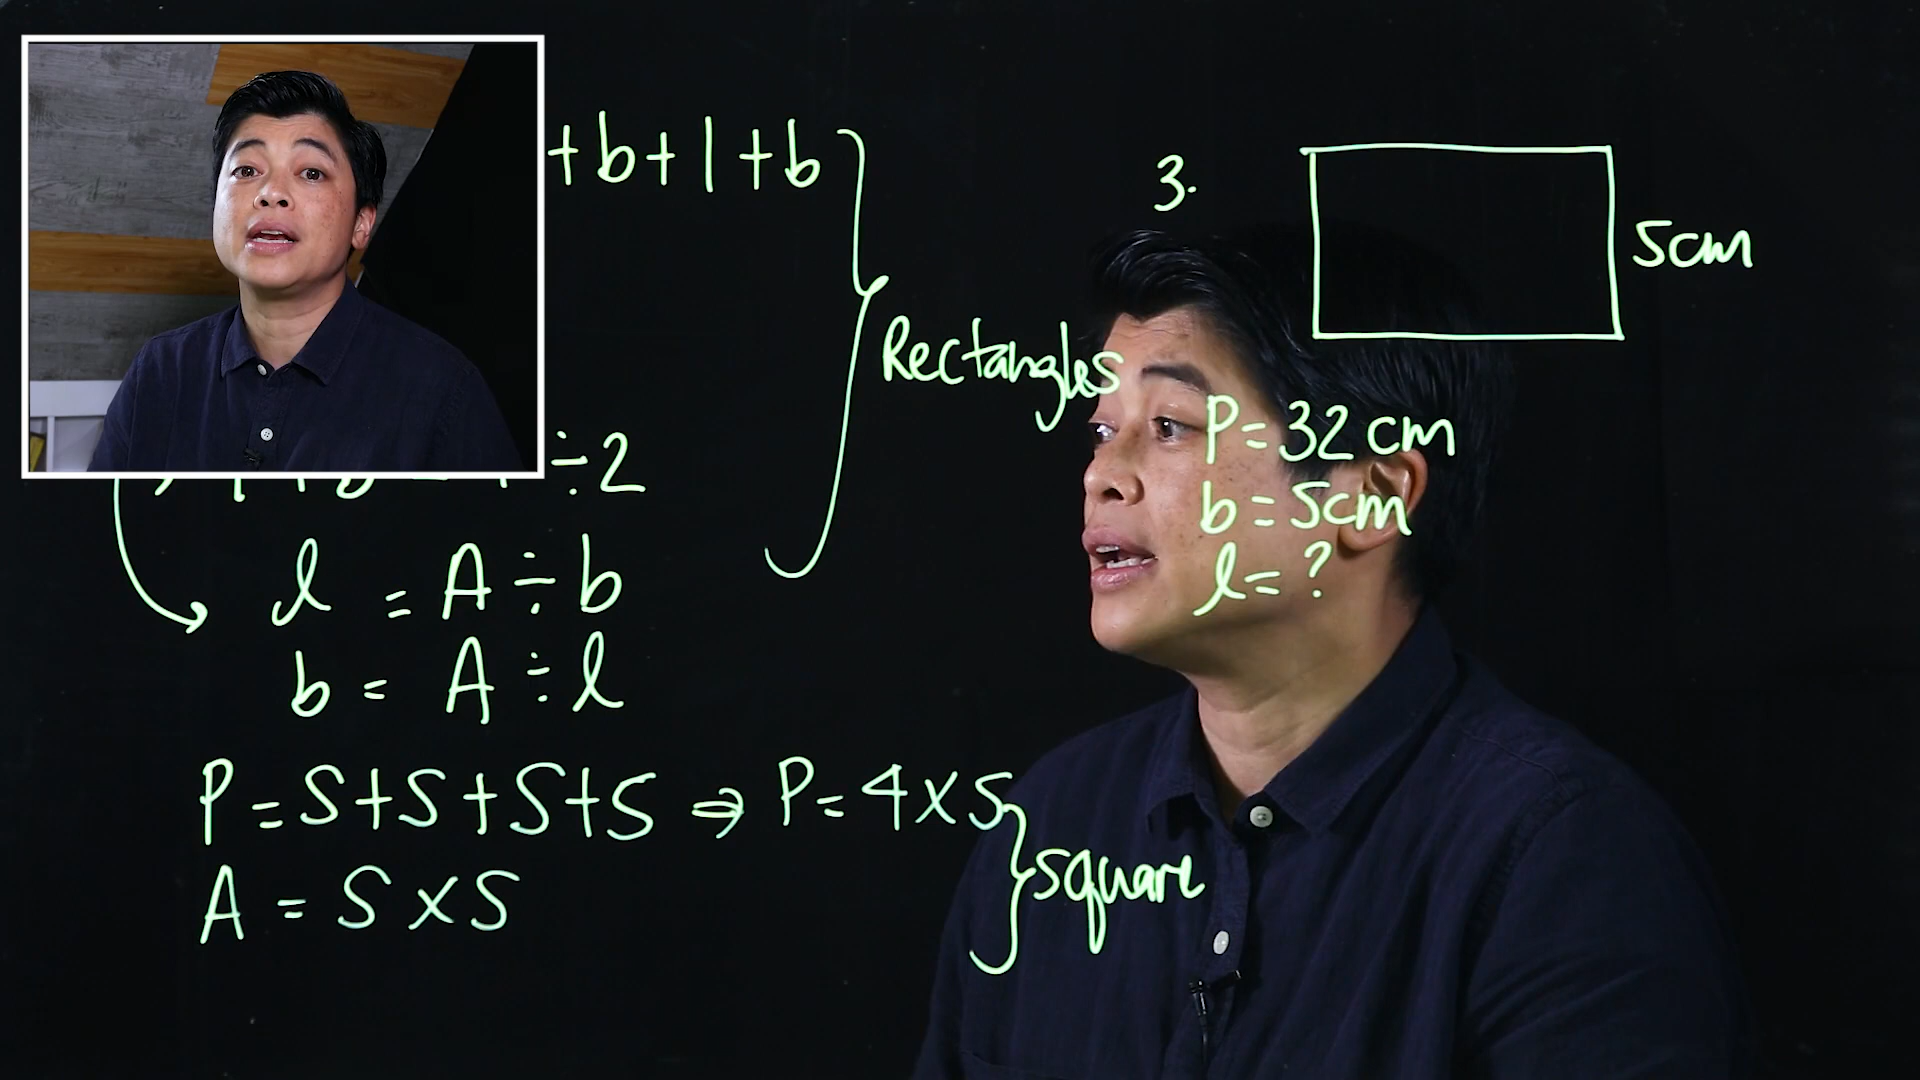 + b + l + b
÷ 2
l = A ÷ b
b = A ÷ l
Rectangles
P = S + S + S + S ⇒ P = 4 × S
A = S × S
square
3.
5cm
P = 32 cm
b = 5cm
l = ?